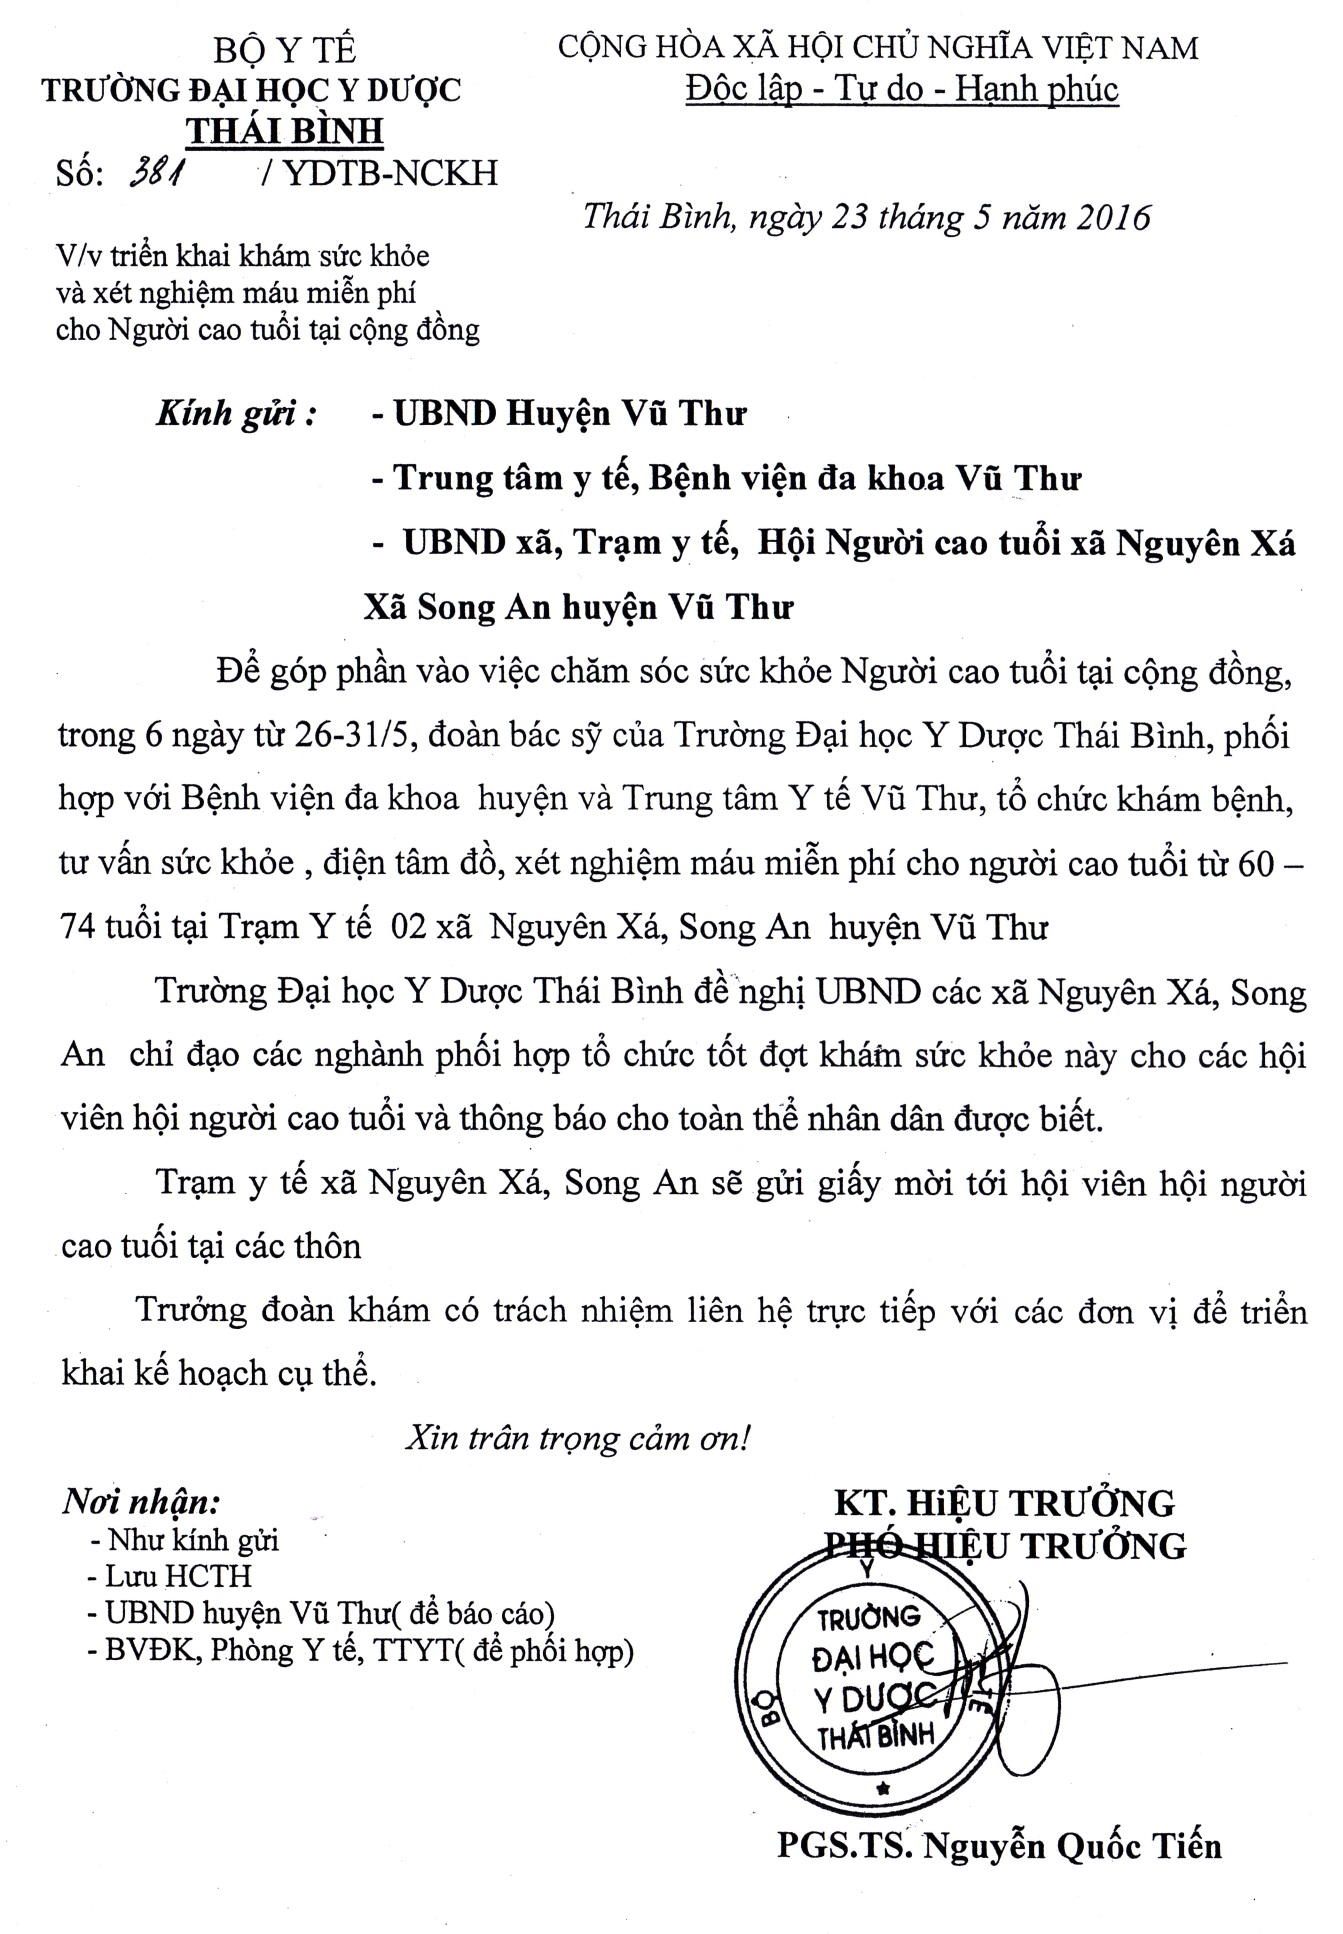 BỘ Y TẾ
TRƯỜNG ĐẠI HỌC Y DƯỢC
THÁI BÌNH
Số: 381 / YDTB-NCKH
CỘNG HÒA XÃ HỘI CHỦ NGHĨA VIỆT NAM
Độc lập - Tự do - Hạnh phúc
Thái Bình, ngày 23 tháng 5 năm 2016
V/v triển khai khám sức khỏe
và xét nghiệm máu miễn phí
cho Người cao tuổi tại cộng đồng
Kính gửi : - UBND Huyện Vũ Thư
- Trung tâm y tế, Bệnh viện đa khoa Vũ Thư
- UBND xã, Trạm y tế, Hội Người cao tuổi xã Nguyên Xá
Xã Song An huyện Vũ Thư
Để góp phần vào việc chăm sóc sức khỏe Người cao tuổi tại cộng đồng,
trong 6 ngày từ 26-31/5, đoàn bác sỹ của Trường Đại học Y Dược Thái Bình, phối
hợp với Bệnh viện đa khoa huyện và Trung tâm Y tế Vũ Thư, tổ chức khám bệnh,
tư vấn sức khỏe , điện tâm đồ, xét nghiệm máu miễn phí cho người cao tuổi từ 60 –
74 tuổi tại Trạm Y tế 02 xã Nguyên Xá, Song An huyện Vũ Thư
Trường Đại học Y Dược Thái Bình đề nghị UBND các xã Nguyên Xá, Song
An chỉ đạo các nghành phối hợp tổ chức tốt đợt khám sức khỏe này cho các hội
viên hội người cao tuổi và thông báo cho toàn thể nhân dân được biết.
Trạm y tế xã Nguyên Xá, Song An sẽ gửi giấy mời tới hội viên hội người
cao tuối tại các thôn
Trưởng đoàn khám có trách nhiệm liên hệ trực tiếp với các đơn vị để triển
khai kế hoạch cụ thể.
Xin trân trọng cảm ơn!
Nơi nhận:
- Như kính gửi
- Lưu HCTH
- UBND huyện Vũ Thư( để báo cáo)
- BVĐK, Phòng Y tế, TTYT( để phối hợp)
KT. HiỆU TRƯỞNG
PHÓ HIỆU TRƯỞNG
BỘ Y TẾ
TRƯỜNG
ĐẠI HỌC
Y DƯỢC
THÁI BÌNH
PGS.TS. Nguyễn Quốc Tiến